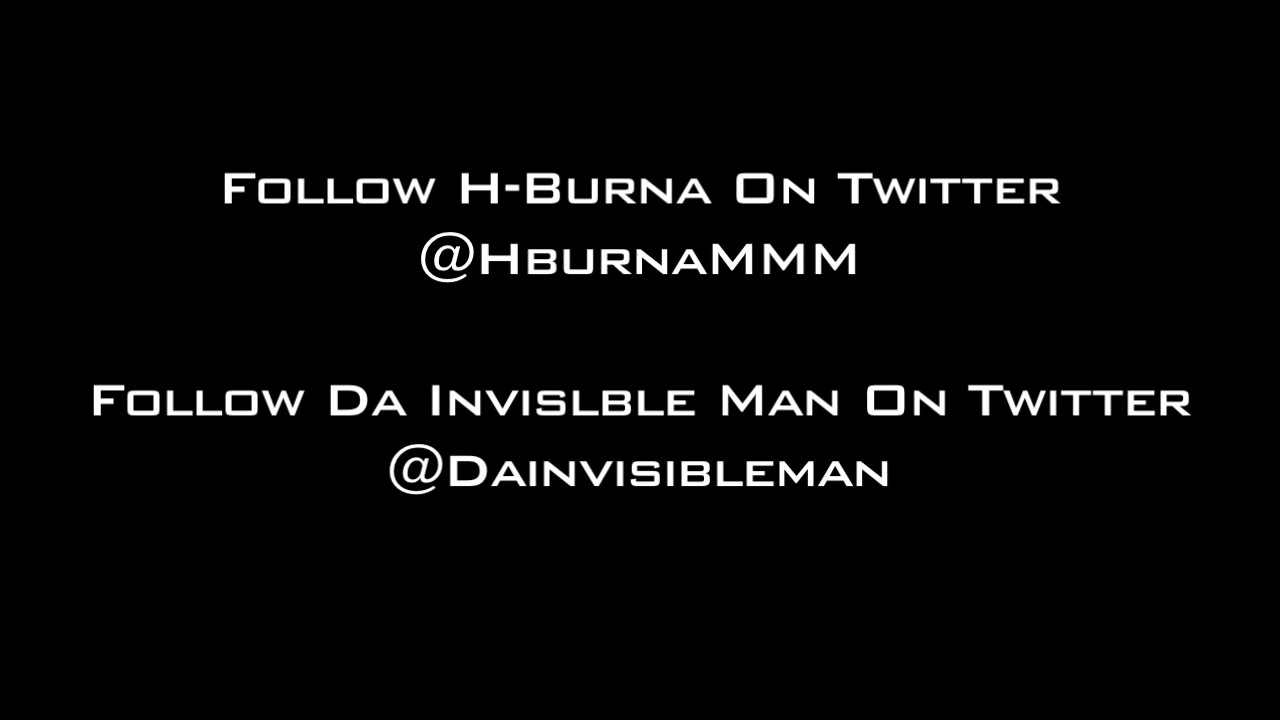 Follow H-Burna On Twitter
@HburnaMMM
Follow Da Invislble Man On Twitter
@Dainvisibleman